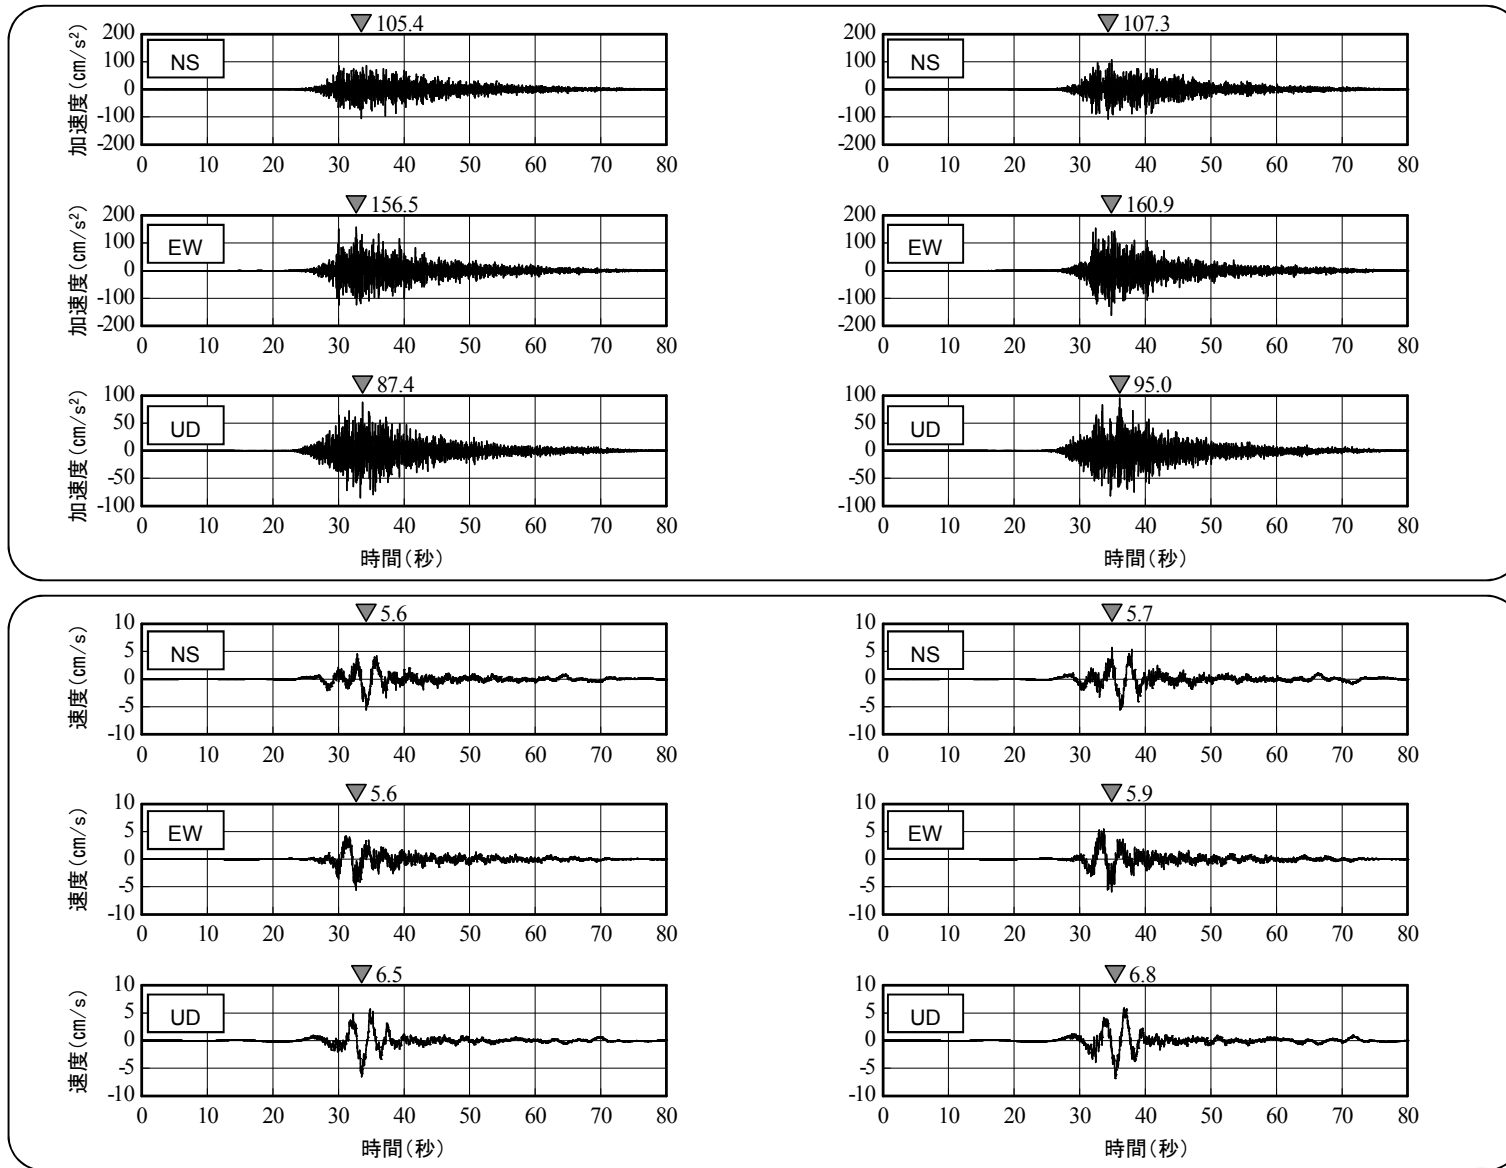 105.4 107.3
加速度(cm/s²) 200 100 0 -100 -200 NS 200 100 0 -100 -200 NS
0 10 20 30 40 50 60 70 80 0 10 20 30 40 50 60 70 80
156.5 160.9
加速度(cm/s²) 200 100 0 -100 -200 EW 200 100 0 -100 -200 EW
0 10 20 30 40 50 60 70 80 0 10 20 30 40 50 60 70 80
87.4 95.0
加速度(cm/s²) 100 50 0 -50 -100 UD 100 50 0 -50 -100 UD
0 10 20 30 40 50 60 70 80 0 10 20 30 40 50 60 70 80
時間(秒) 時間(秒)
5.6 5.7
速度(cm/s) 10 5 0 -5 -10 NS 10 5 0 -5 -10 NS
0 10 20 30 40 50 60 70 80 0 10 20 30 40 50 60 70 80
5.6 5.9
速度(cm/s) 10 5 0 -5 -10 EW 10 5 0 -5 -10 EW
0 10 20 30 40 50 60 70 80 0 10 20 30 40 50 60 70 80
6.5 6.8
速度(cm/s) 10 5 0 -5 -10 UD 10 5 0 -5 -10 UD
0 10 20 30 40 50 60 70 80 0 10 20 30 40 50 60 70 80
時間(秒) 時間(秒)